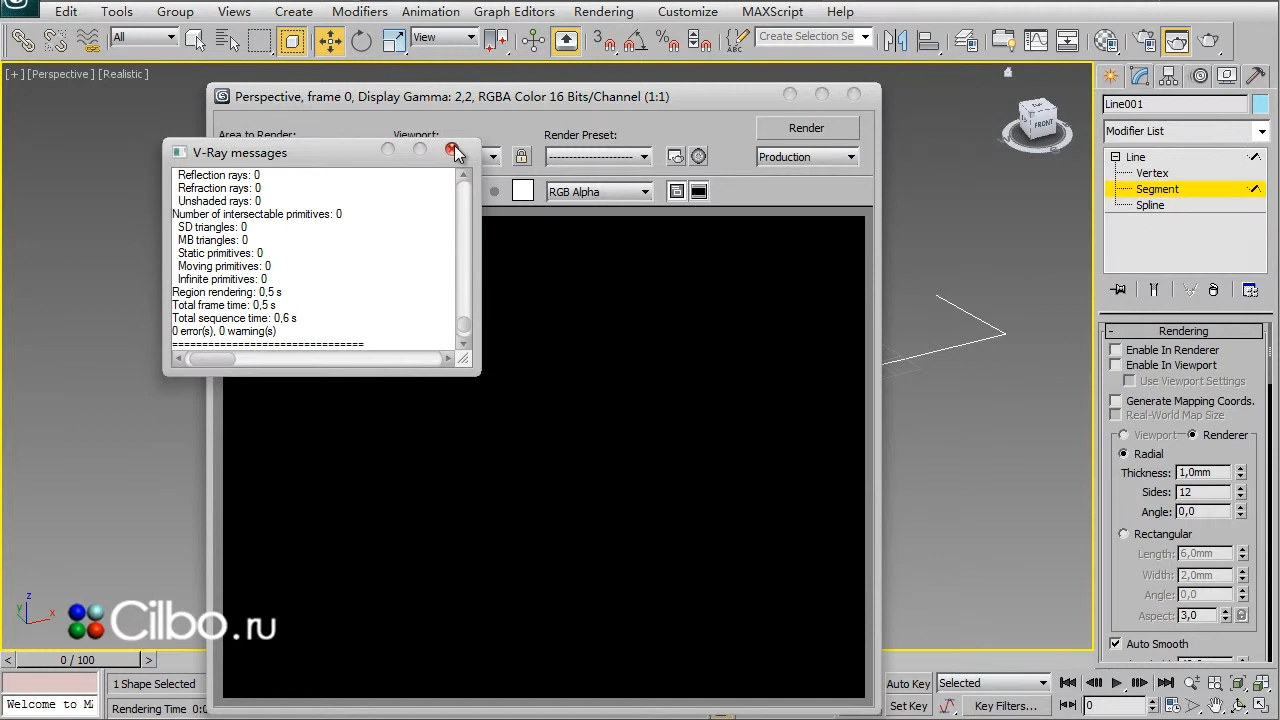 Edit Tools Group Views Create Modifiers Animation Graph Editors Rendering Customize MAXScript Help
All View 3 Create Selection Se
[+] [Perspective] [Realistic]
Perspective, frame 0, Display Gamma: 2,2, RGBA Color 16 Bits/Channel (1:1)
Area to Render: Viewport: Render Preset: Render
Production
RGB Alpha
V-Ray messages
Reflection rays: 0
Refraction rays: 0
Unshaded rays: 0
Number of intersectable primitives: 0
SD triangles: 0
MB triangles: 0
Static primitives: 0
Moving primitives: 0
Infinite primitives: 0
Region rendering: 0,5 s
Total frame time: 0,5 s
Total sequence time: 0,6 s
0 error(s), 0 warning(s)
================================
FRONT
Line001
Modifier List
Line
Vertex
Segment
Spline
Rendering
Enable In Renderer
Enable In Viewport
Use Viewport Settings
Generate Mapping Coords.
Real-World Map Size
Viewport Renderer
Radial
Thickness: 1,0mm
Sides: 12
Angle: 0,0
Rectangular
Length: 6,0mm
Width: 2,0mm
Angle: 0,0
Aspect: 3,0
Auto Smooth
z
y
x
Cilbo.ru
0 / 100
1 Shape Selected
Auto Key Selected
Welcome to
Rendering Time
Set Key Key Filters... 0